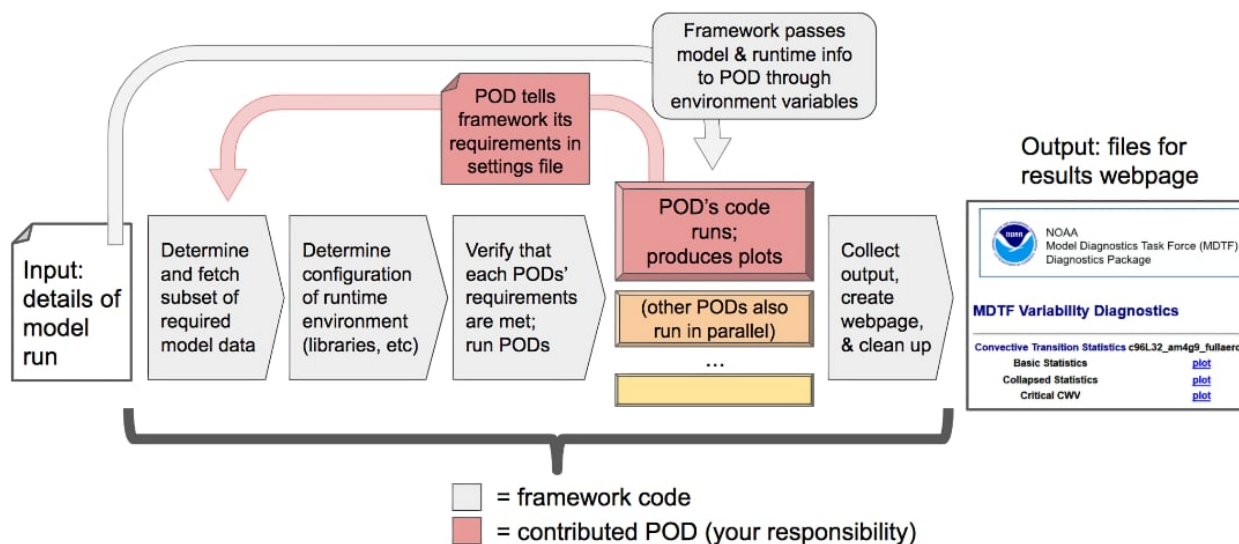 Framework passes
model & runtime info
to POD through
environment variables
POD tells
framework its
requirements in
settings file
Input:
details of
model
run
Determine
and fetch
subset of
required
model data
Determine
configuration
of runtime
environment
(libraries, etc)
Verify that
each PODs’
requirements
are met;
run PODs
POD’s code
runs;
produces plots
(other PODs also
run in parallel)
...
Collect
output,
create
webpage,
& clean up
Output: files for
results webpage
NOAA
NOAA
Model Diagnostics Task Force (MDTF)
Diagnostics Package
MDTF Variability Diagnostics
Convective Transition Statistics c96L32_am4g9_fullaero
Basic Statistics plot
Collapsed Statistics plot
Critical CWV plot
= framework code
= contributed POD (your responsibility)